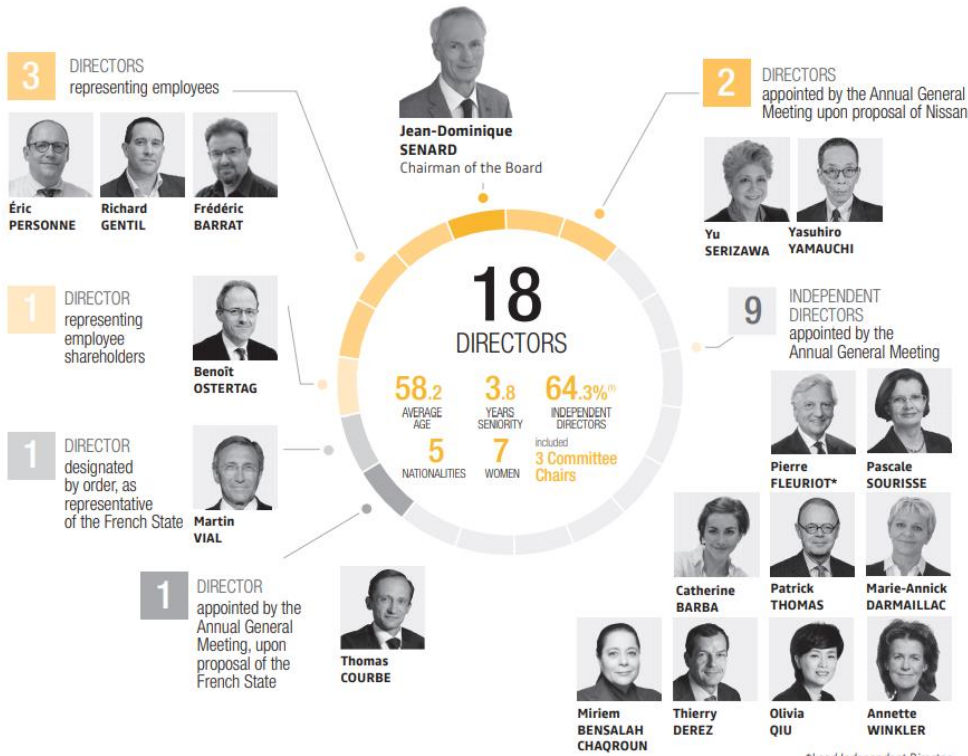 3
DIRECTORS
representing employees
Éric
PERSONNE
Richard
GENTIL
Frédéric
BARRAT
Jean-Dominique
SENARD
Chairman of the Board
2
DIRECTORS
appointed by the Annual General
Meeting upon proposal of Nissan
Yu
SERIZAWA
Yasuhiro
YAMAUCHI
1
DIRECTOR
representing
employee
shareholders
Benoît
OSTERTAG
18
DIRECTORS
58.2
AVERAGE
AGE
3.8
YEARS
SENIORITY
64.3%(1)
INDEPENDENT
DIRECTORS
5
NATIONALITIES
7
WOMEN
included
3 Committee
Chairs
9
INDEPENDENT
DIRECTORS
appointed by the
Annual General Meeting
Pierre
FLEURIOT*
Pascale
SOURISSE
Catherine
BARBA
Patrick
THOMAS
Marie-Annick
DARMAILLAC
Miriem
BENSALAH
CHAQROUN
Thierry
DEREZ
Olivia
QIU
Annette
WINKLER
1
DIRECTOR
designated
by order, as
representative
of the French State
Martin
VIAL
1
DIRECTOR
appointed by the
Annual General
Meeting, upon
proposal of the
French State
Thomas
COURBE